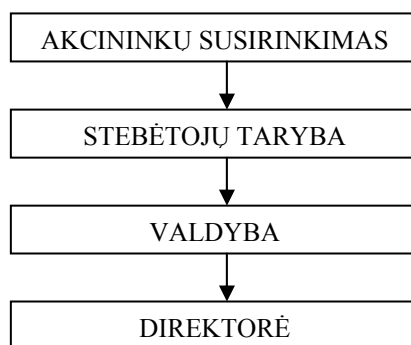 AKCININKŲ SUSIRINKIMAS
STEBĖTOJŲ TARYBA
VALDYBA
DIREKTORĖ